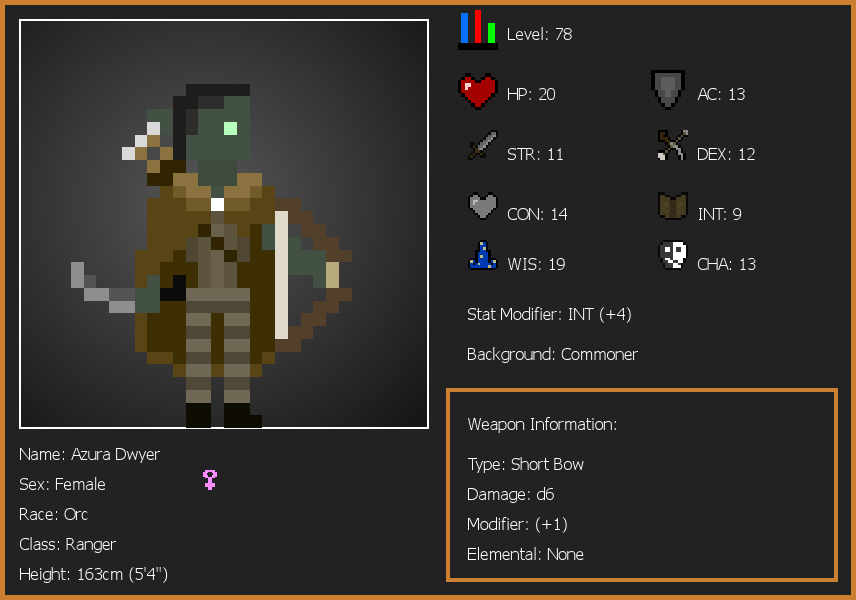 Level: 78
HP: 20
AC: 13
STR: 11
DEX: 12
CON: 14
INT: 9
WIS: 19
CHA: 13
Stat Modifier: INT (+4)
Background: Commoner
Weapon Information:
Type: Short Bow
Damage: d6
Modifier: (+1)
Elemental: None
Name: Azura Dwyer
Sex: Female
Race: Orc
Class: Ranger
Height: 163cm (5'4")